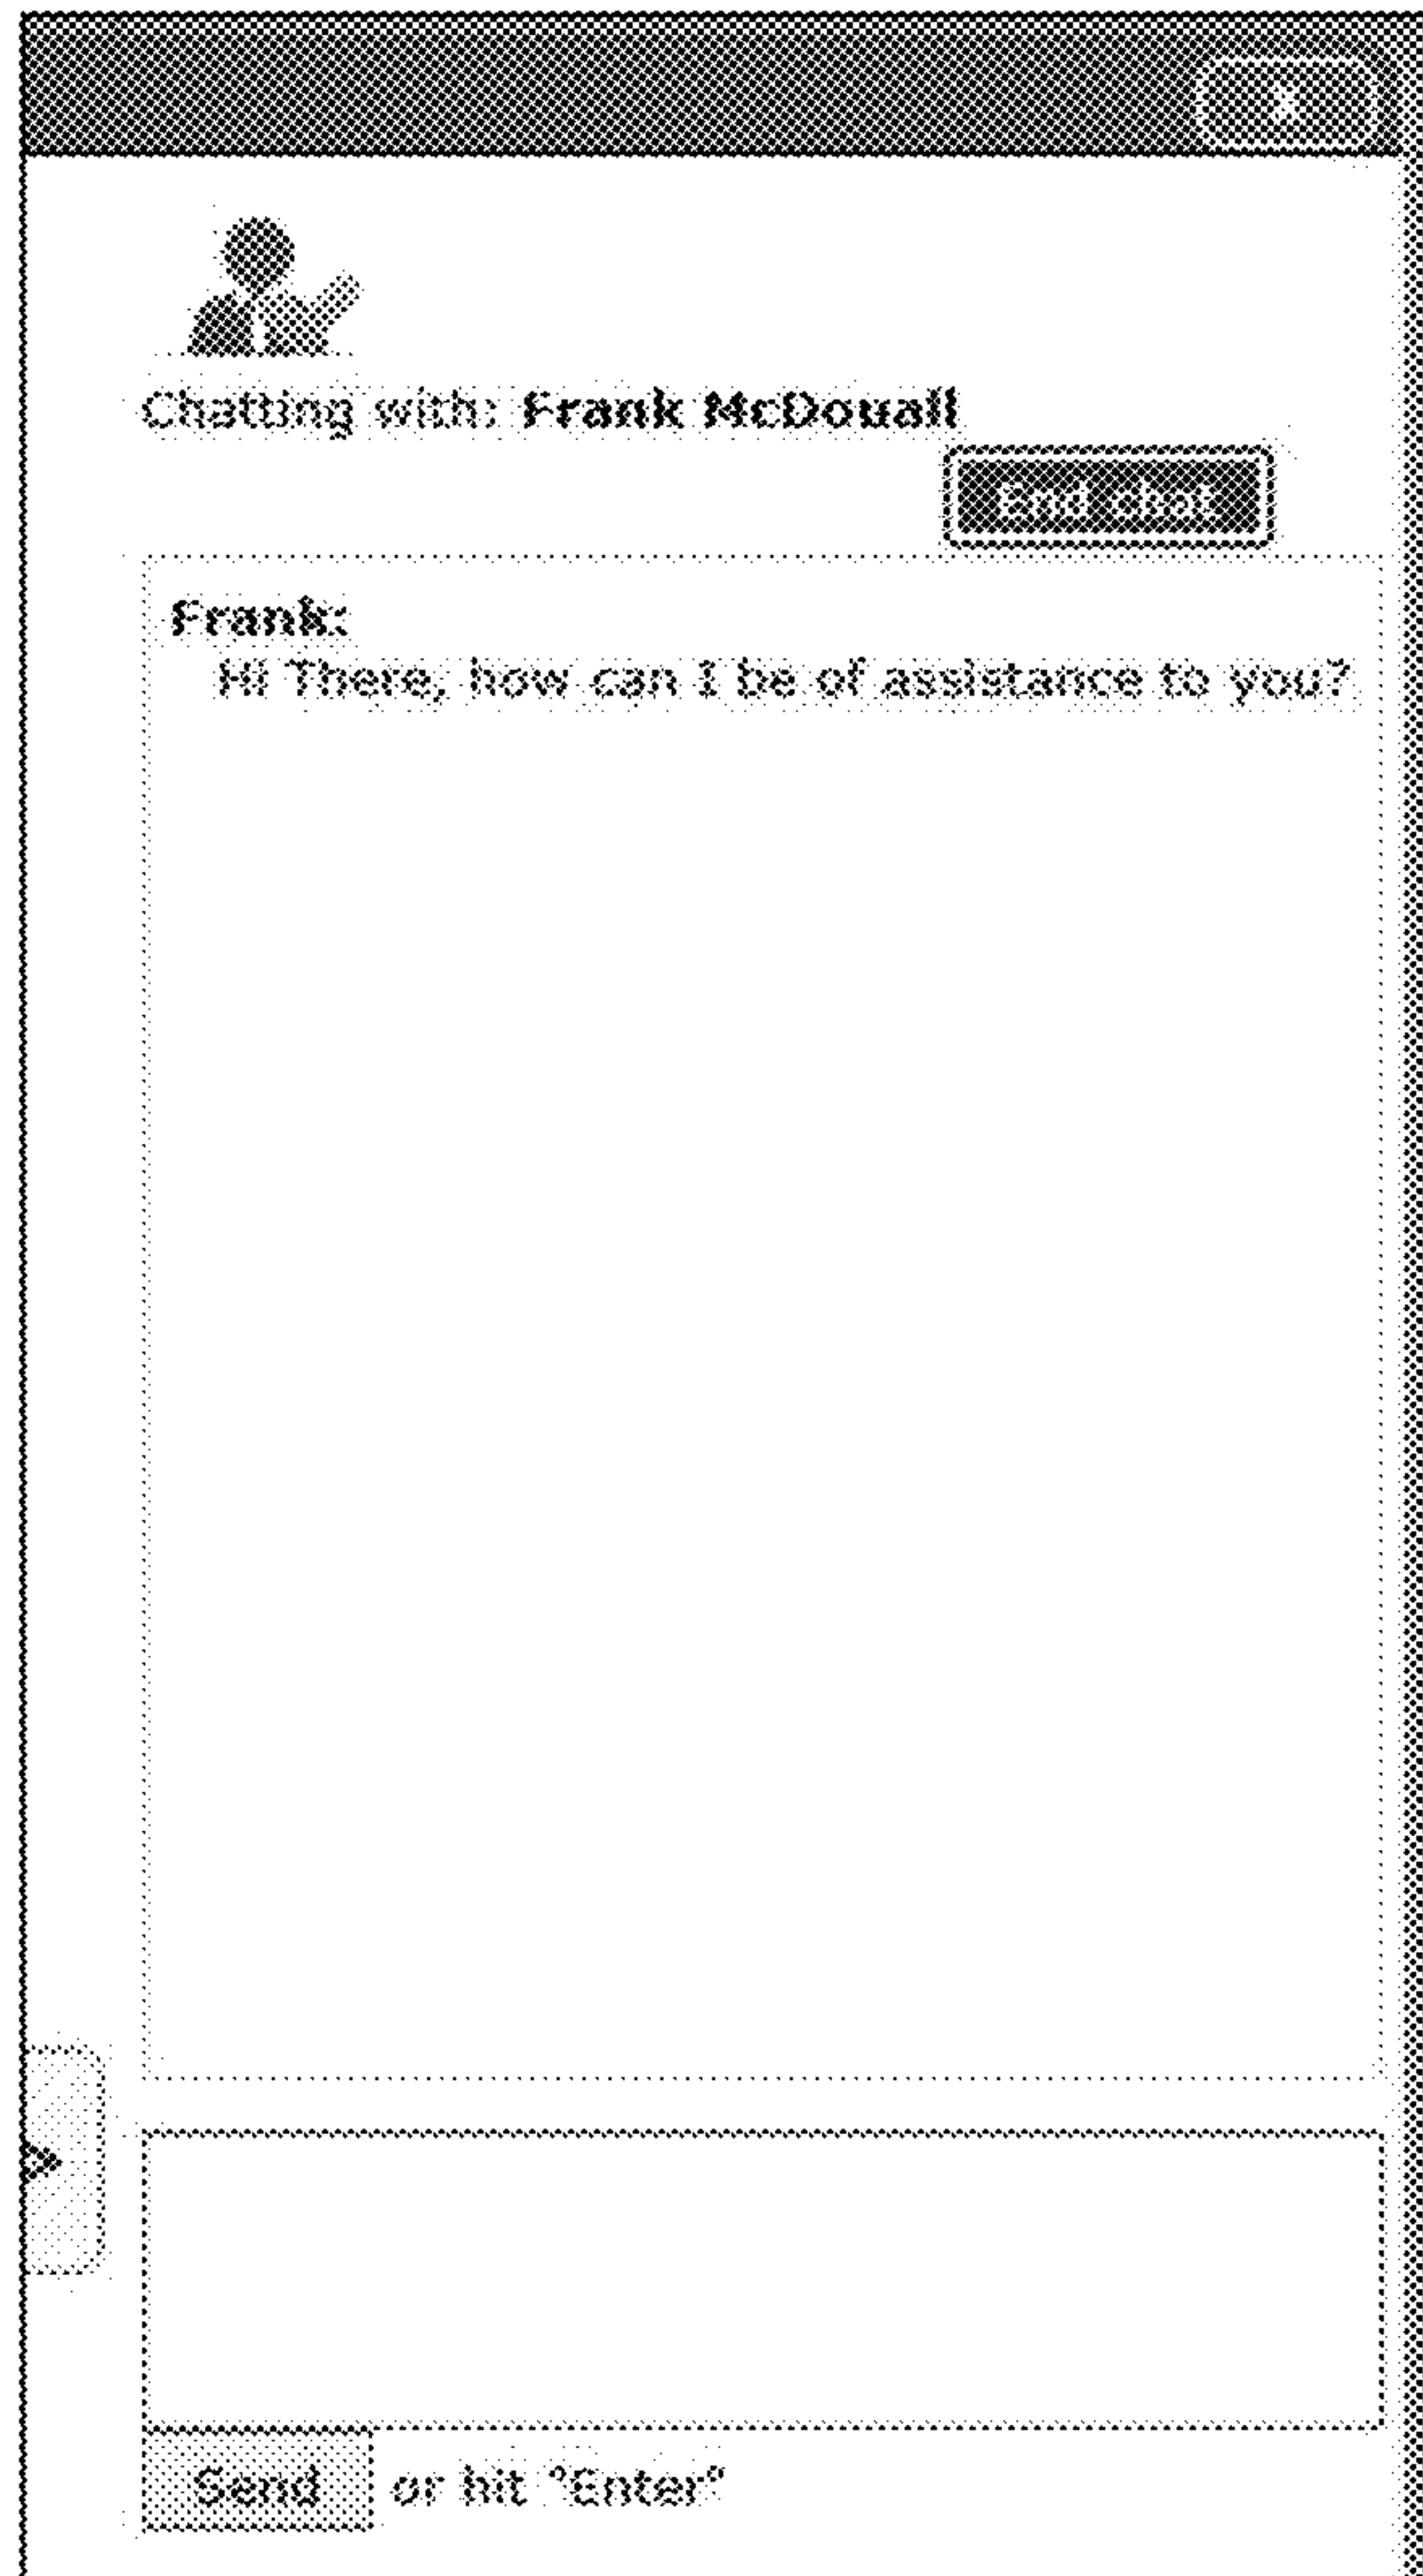 x
Chatting with: Frank McDouall
End chat
Frank:
Hi There, how can I be of assistance to you?
>
Send or hit "Enter"